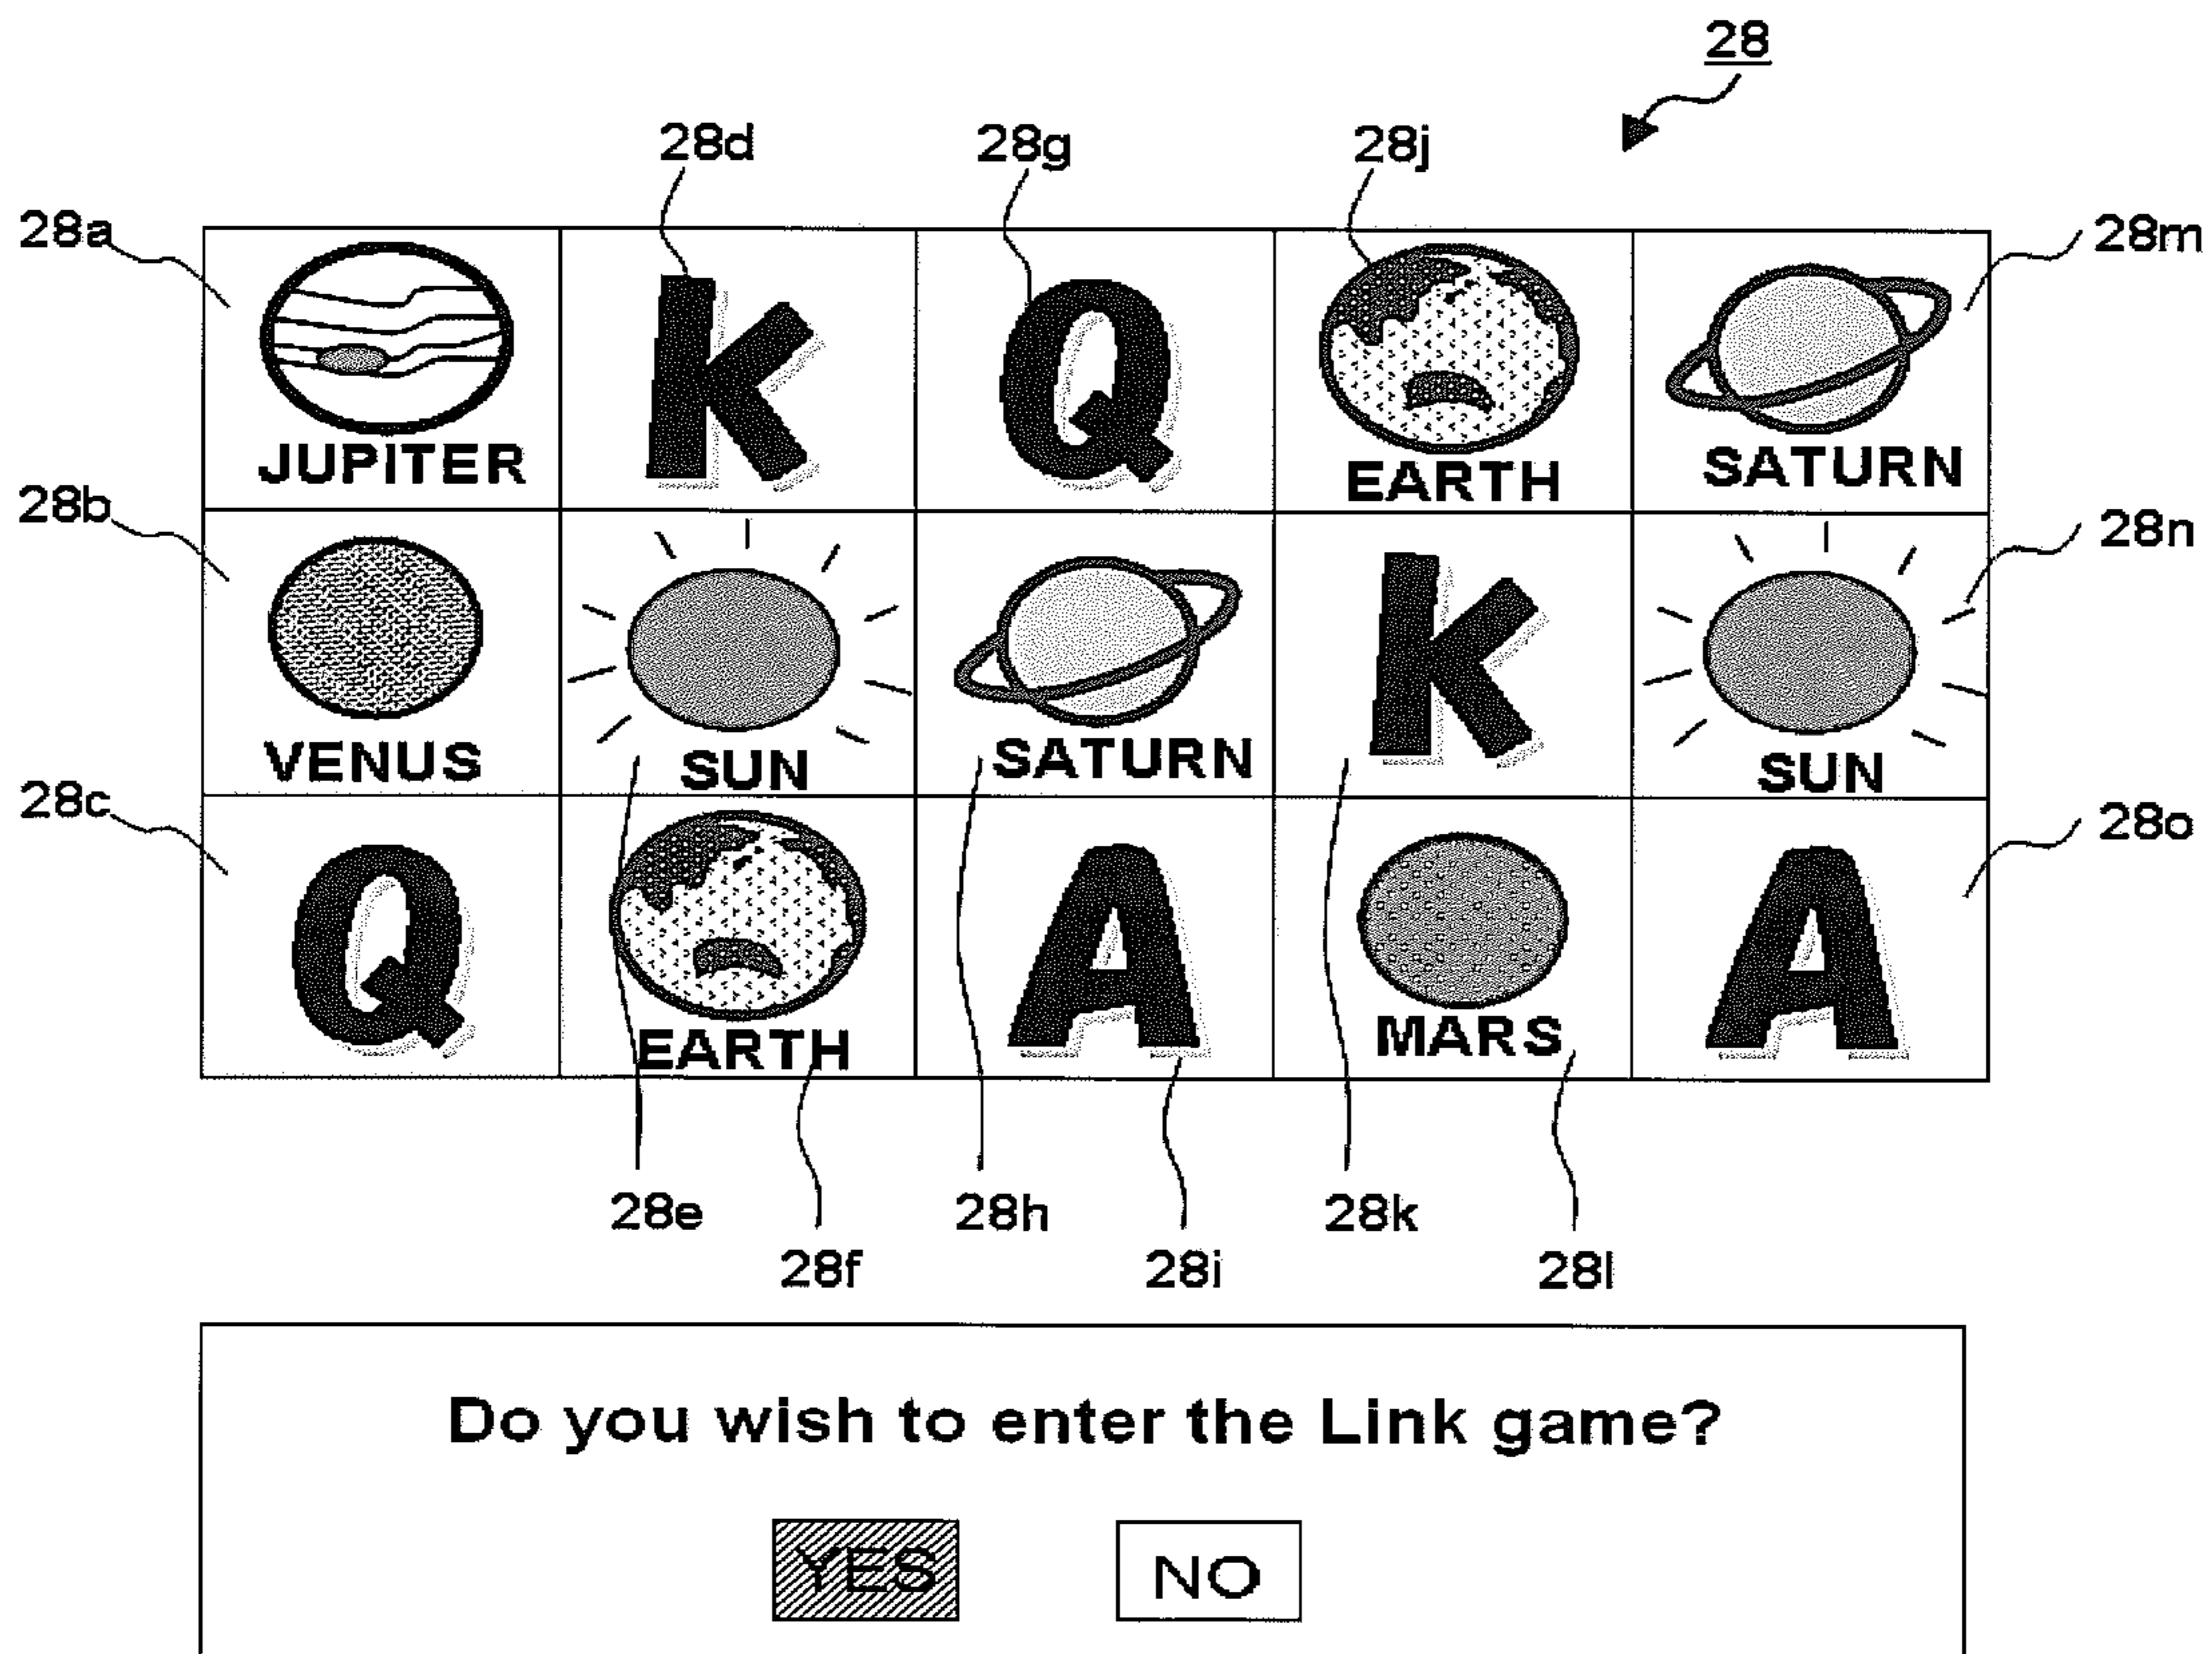 28
28d 28g 28j
28a 28m
K Q
JUPITER EARTH SATURN
28b 28n
K
VENUS SUN SATURN SUN
28c 28o
Q A A
EARTH MARS
28e 28h 28k
28f 28i 28l
Do you wish to enter the Link game?
YES NO